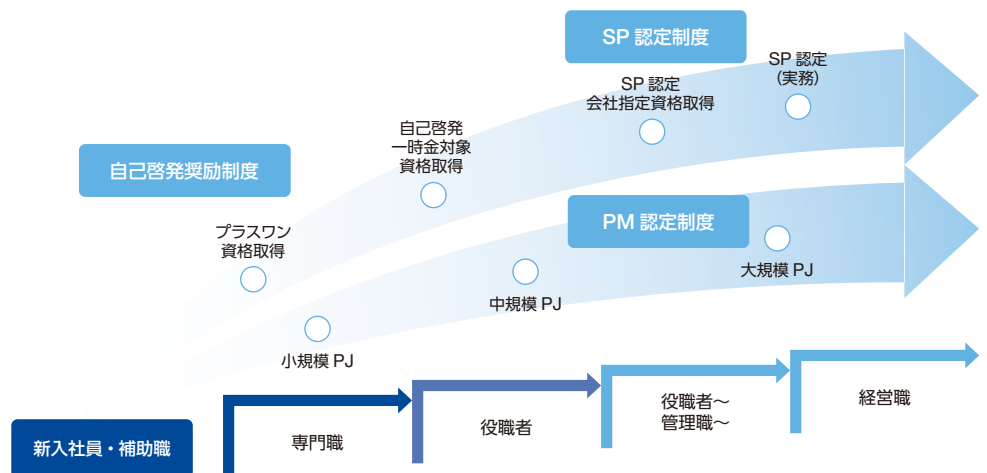 SP 認定制度
SP 認定
(実務)
SP 認定
会社指定資格取得
自己啓発
一時金対象
資格取得
自己啓発奨励制度
プラスワン
資格取得
PM 認定制度
大規模 PJ
中規模 PJ
小規模 PJ
経営職
役職者~
管理職~
役職者
専門職
新入社員・補助職